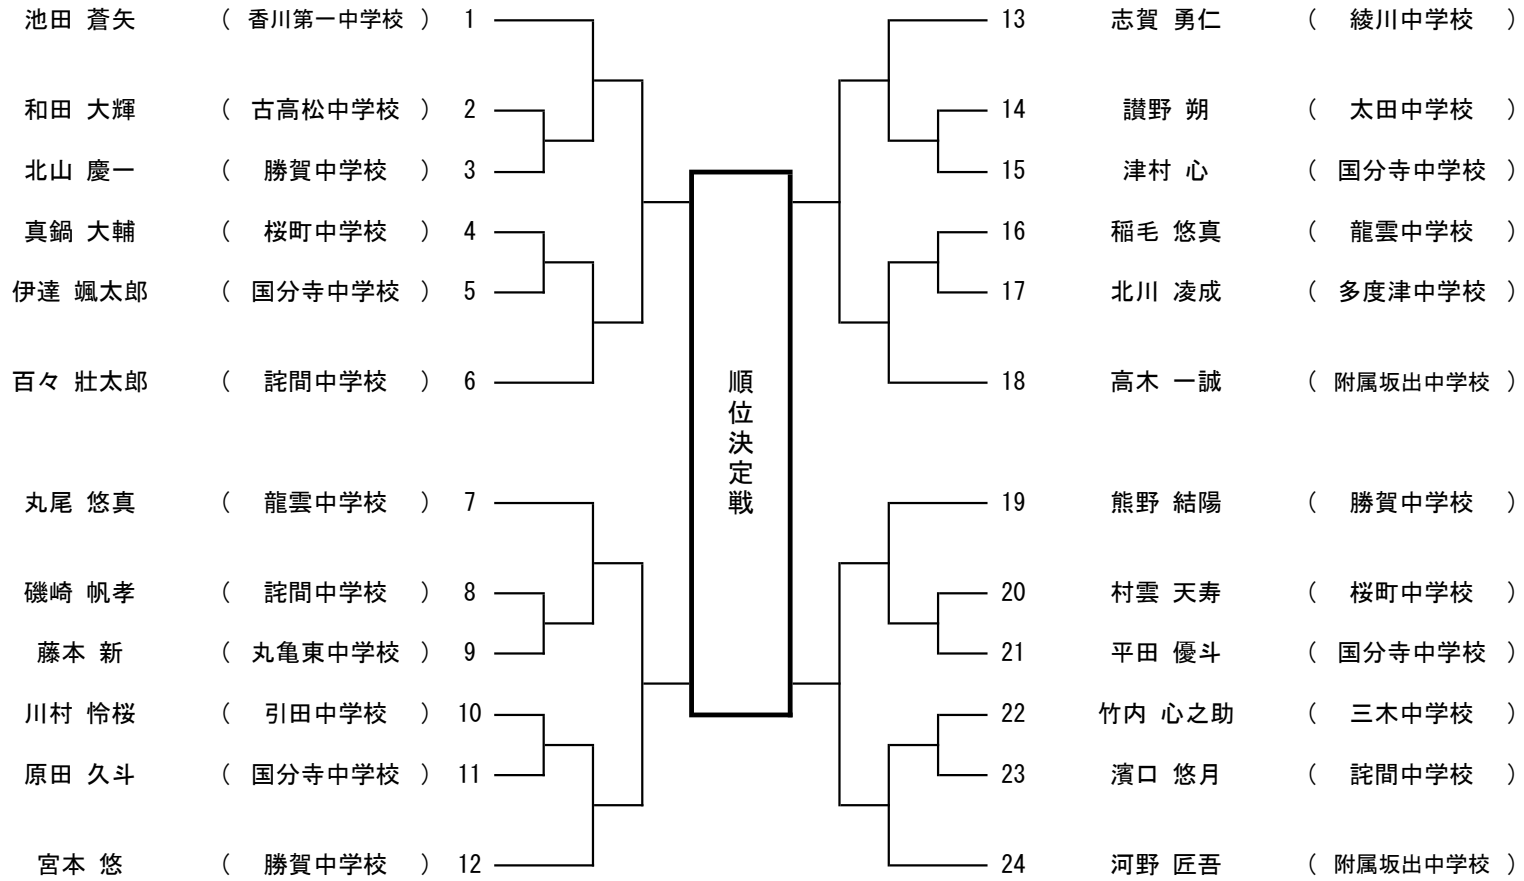 池田 蒼矢 ( 香川第一中学校 ) 1
和田 大輝 ( 古高松中学校 ) 2
北山 慶一 ( 勝賀中学校 ) 3
真鍋 大輔 ( 桜町中学校 ) 4
伊達 颯太郎 ( 国分寺中学校 ) 5
百々 壯太郎 ( 詫間中学校 ) 6
丸尾 悠真 ( 龍雲中学校 ) 7
磯崎 帆孝 ( 詫間中学校 ) 8
藤本 新 ( 丸亀東中学校 ) 9
川村 怜桜 ( 引田中学校 ) 10
原田 久斗 ( 国分寺中学校 ) 11
宮本 悠 ( 勝賀中学校 ) 12
順位決定戦
13 志賀 勇仁 ( 綾川中学校 )
14 讃野 朔 ( 太田中学校 )
15 津村 心 ( 国分寺中学校 )
16 稲毛 悠真 ( 龍雲中学校 )
17 北川 凌成 ( 多度津中学校 )
18 高木 一誠 ( 附属坂出中学校 )
19 熊野 結陽 ( 勝賀中学校 )
20 村雲 天寿 ( 桜町中学校 )
21 平田 優斗 ( 国分寺中学校 )
22 竹内 心之助 ( 三木中学校 )
23 濱口 悠月 ( 詫間中学校 )
24 河野 匠吾 ( 附属坂出中学校 )